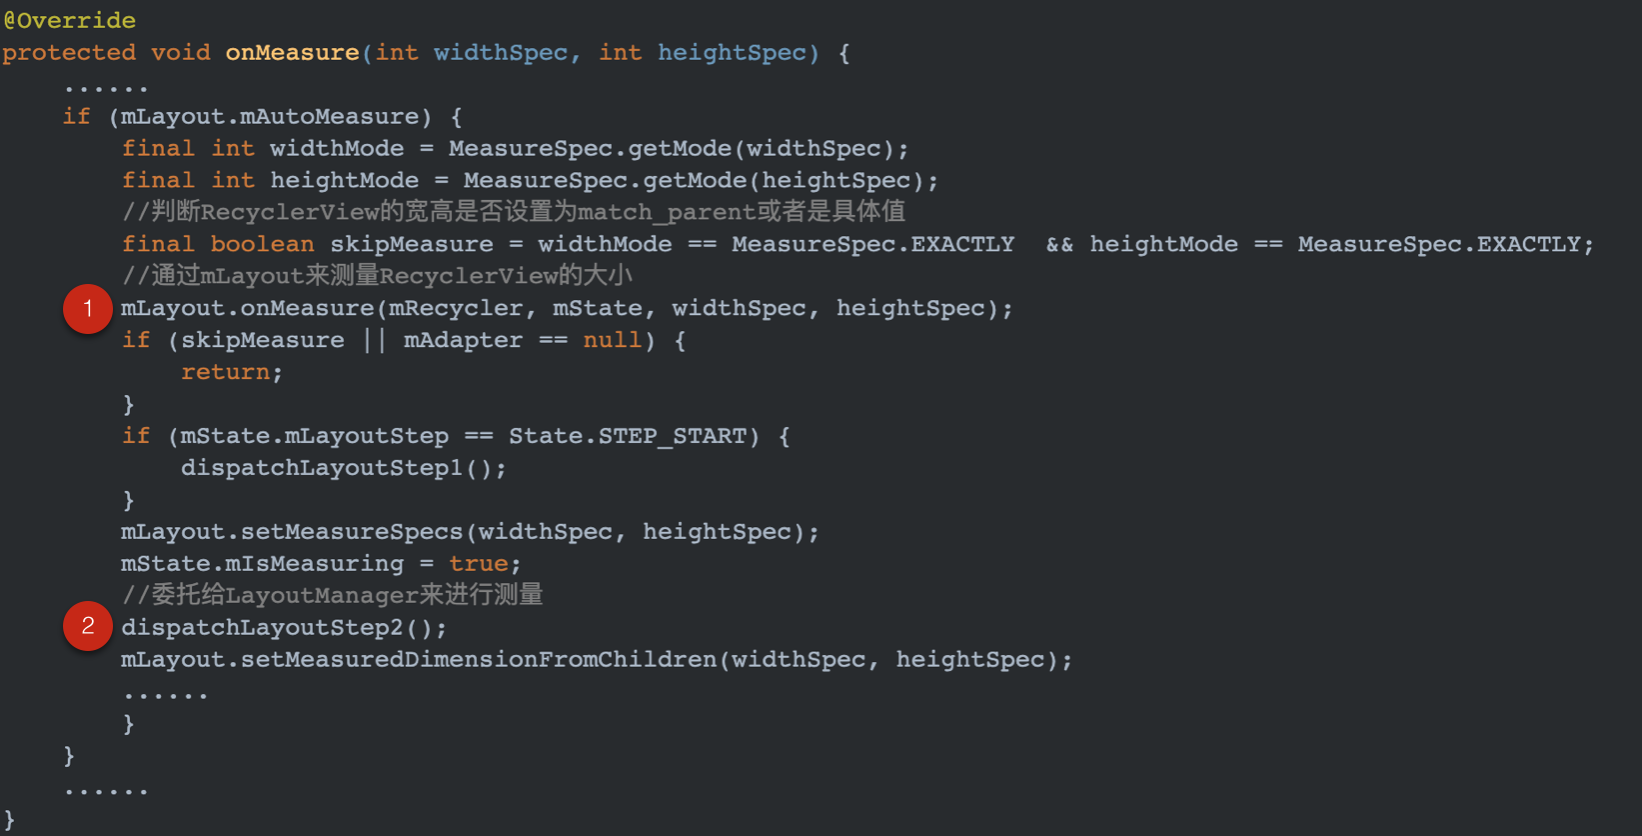 @Override
protected void onMeasure(int widthSpec, int heightSpec) {
......
if (mLayout.mAutoMeasure) {
final int widthMode = MeasureSpec.getMode(widthSpec);
final int heightMode = MeasureSpec.getMode(heightSpec);
//判断RecyclerView的宽高是否设置为match_parent或者是具体值
final boolean skipMeasure = widthMode == MeasureSpec.EXACTLY  && heightMode == MeasureSpec.EXACTLY;
//通过mLayout来测量RecyclerView的大小
1 mLayout.onMeasure(mRecycler, mState, widthSpec, heightSpec);
if (skipMeasure || mAdapter == null) {
return;
}
if (mState.mLayoutStep == State.STEP_START) {
dispatchLayoutStep1();
}
mLayout.setMeasureSpecs(widthSpec, heightSpec);
mState.mIsMeasuring = true;
//委托给LayoutManager来进行测量
2 dispatchLayoutStep2();
mLayout.setMeasuredDimensionFromChildren(widthSpec, heightSpec);
......
}
}
......
}